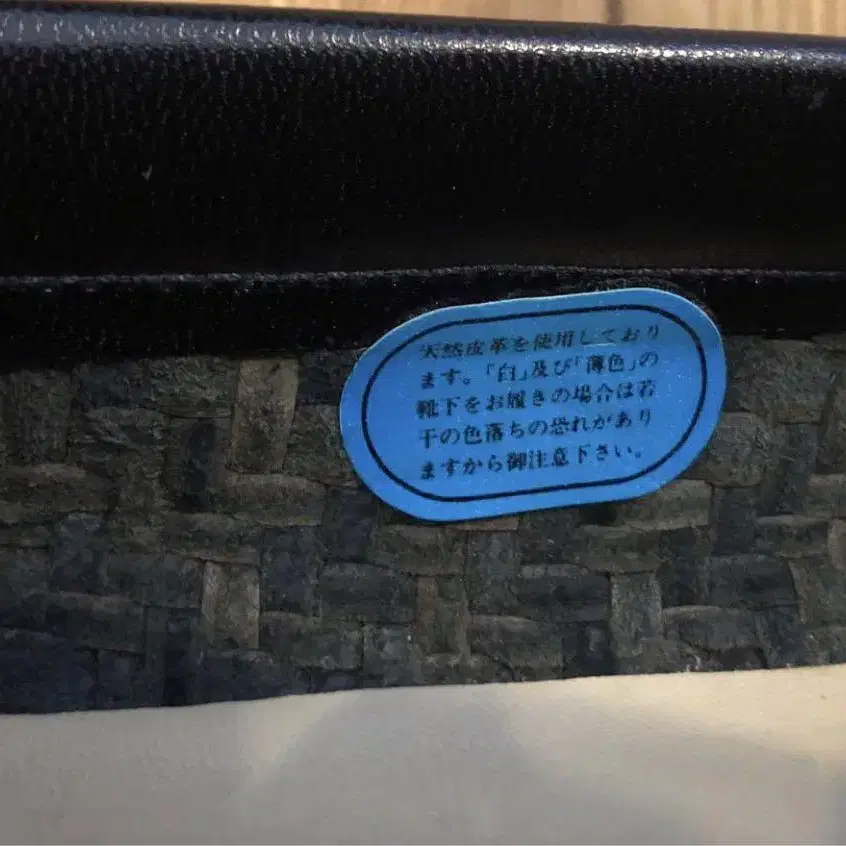 天然皮革を使用しており
ます。「白」及び「薄色」の
靴下をお履きの場合は若
干の色落ちの恐れがあり
ますから御注意下さい。